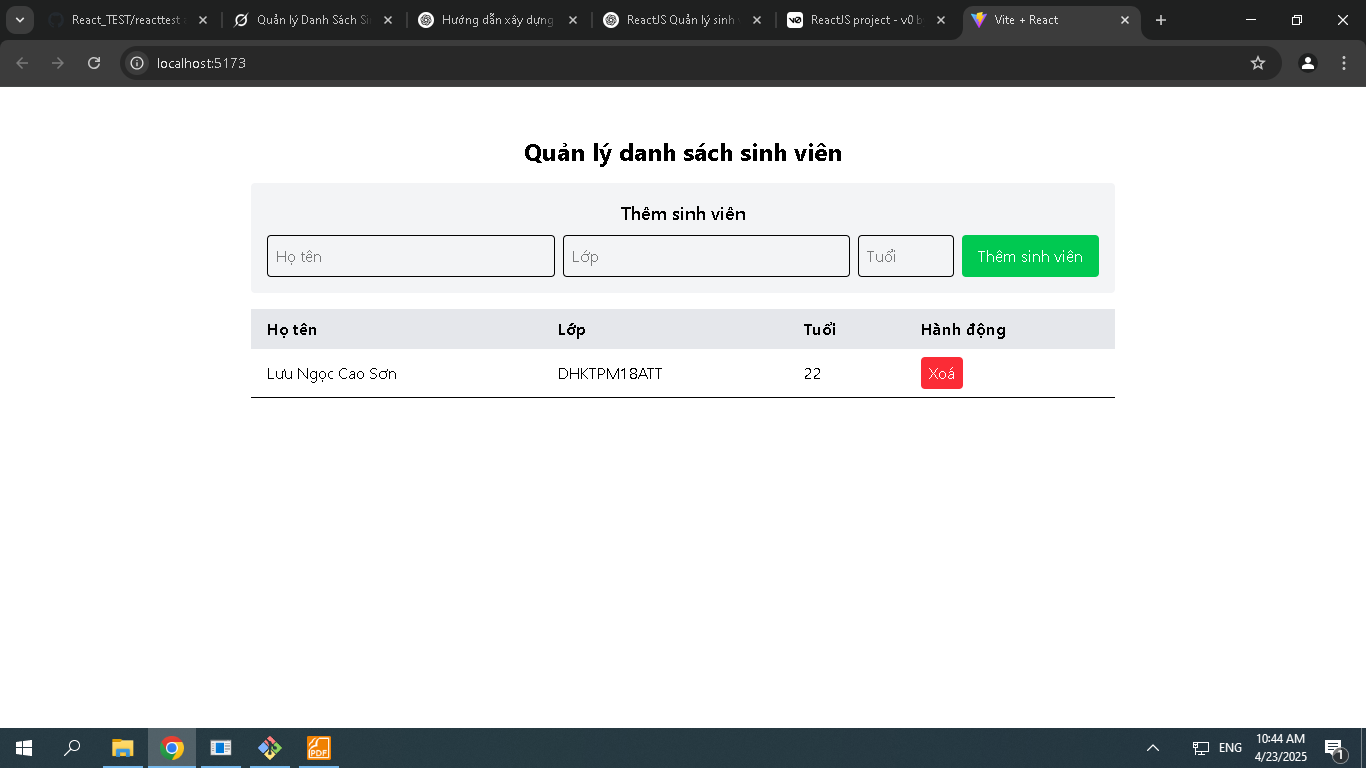 React_TEST/reacttest
Quản lý Danh Sách Si
Hướng dẫn xây dựng
ReactJS Quản lý sinh
ReactJS project - v0 b
Vite + React
localhost:5173
Quản lý danh sách sinh viên
Thêm sinh viên
Họ tên Lớp Tuổi Thêm sinh viên
Họ tên Lớp Tuổi Hành động
Lưu Ngọc Cao Sơn DHKTPM18ATT 22 Xoá
PDF
ENG
10:44 AM
4/23/2025
1